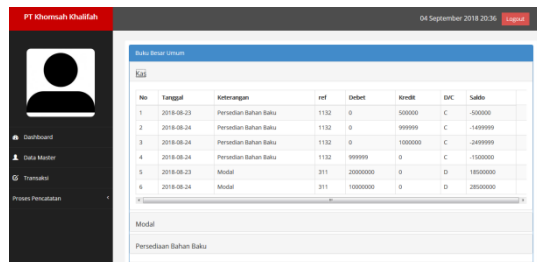 PT Khomsah Khalifah
04 September 2018 20:36 Logout
Buku Besar Umum
Kas
No Tanggal Keterangan ref Debet Kredit D/C Saldo
1 2018-08-23 Persedian Bahan Baku 1132 0 500000 C -500000
2 2018-08-24 Persedian Bahan Baku 1132 0 999999 C -1499999
3 2018-08-24 Persedian Bahan Baku 1132 0 1000000 C -2499999
4 2018-08-24 Persedian Bahan Baku 1132 999999 0 C -1500000
5 2018-08-23 Modal 311 20000000 0 D 18500000
6 2018-08-24 Modal 311 10000000 0 D 28500000
Modal
Persediaan Bahan Baku
Dashboard
Data Master
Transaksi
Proses Pencatatan